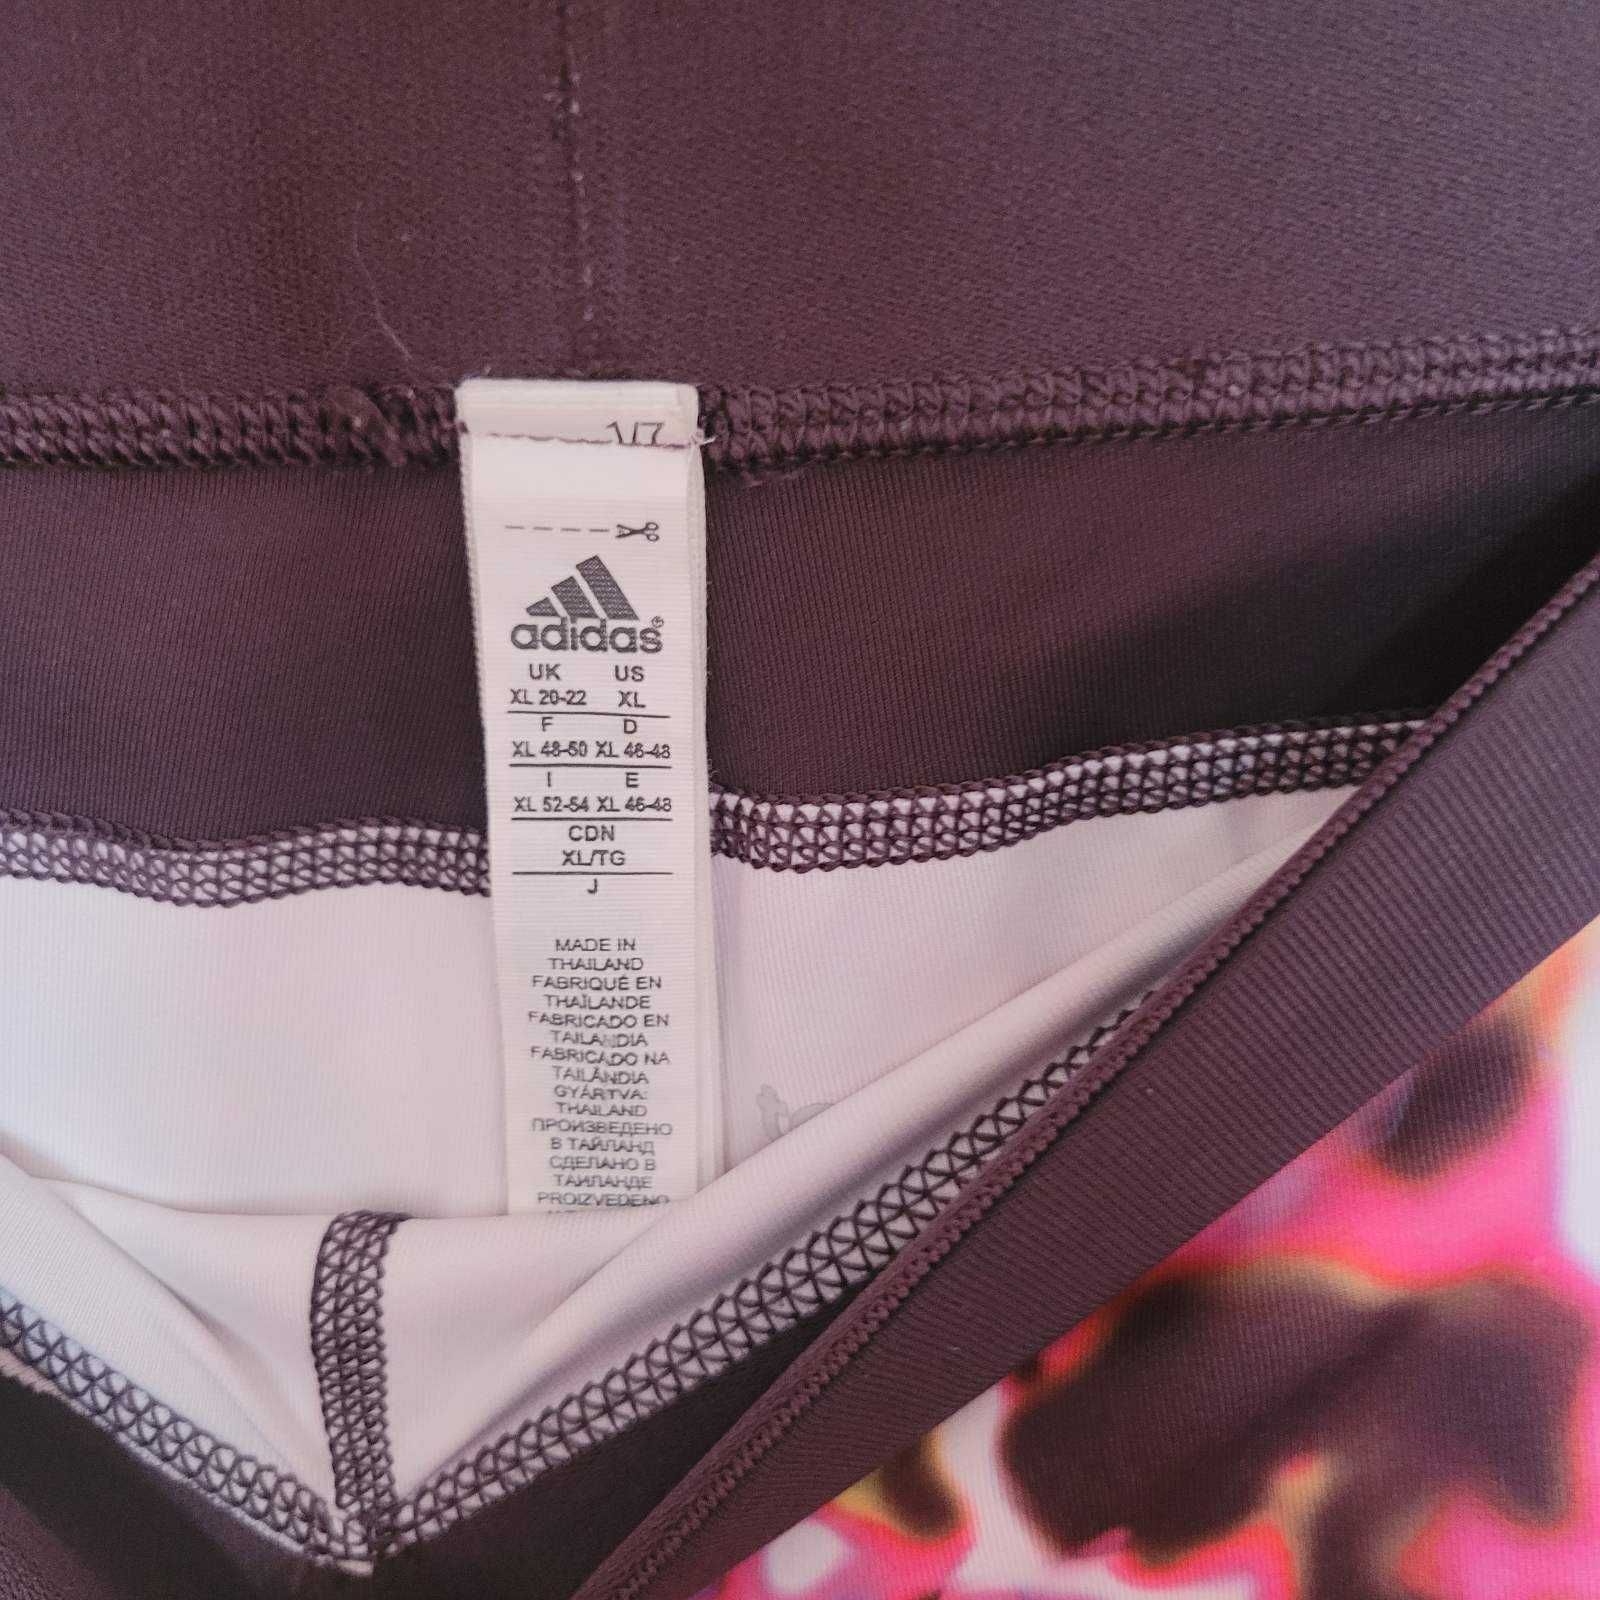 1/7
adidas®
UK US
XL 20-22 XL
F D
XL 48-50 XL 46-48
I E
XL 52-54 XL 46-48
CDN
XL/TG
J
MADE IN
THAILAND
FABRIQUÉ EN
THAÏLANDE
FABRICADO EN
TAILANDIA
FABRICADO NA
TAILÂNDIA
GYÁRTVA:
THAILAND
ПРОИЗВЕДЕНО
В ТАЙЛАНД
СДЕЛАНО В
ТАИЛАНДЕ
PROIZVEDENO